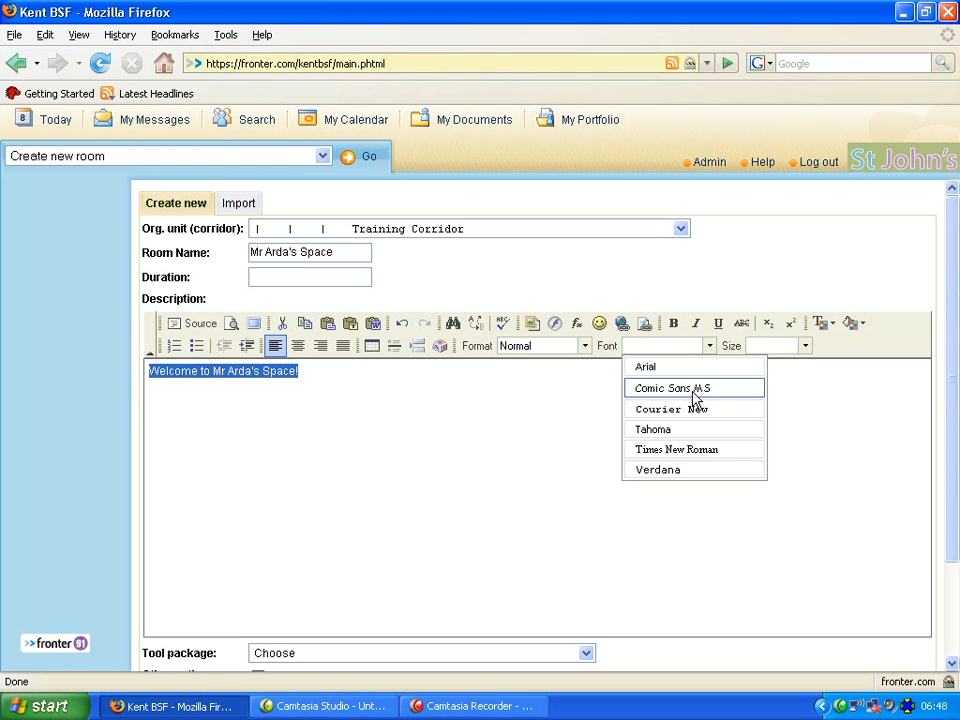 Kent BSF - Mozilla Firefox
File Edit View History Bookmarks Tools Help
https://fronter.com/kentbsf/main.phtml
G Google
Getting Started Latest Headlines
8 Today My Messages Search My Calendar My Documents My Portfolio
Create new room Go
Admin Help Log out St John's
Create new Import
Org. unit (corridor): | | | Training Corridor
Room Name: Mr Arda's Space
Duration:
Description:
Source B I U ABC
Format Normal Font Size
Welcome to Mr Arda's Space!
Arial
Comic Sans MS
Courier New
Tahoma
Times New Roman
Verdana
>>fronter 91
Tool package: Choose
Done fronter.com
start Kent BSF - Mozilla Fir... Camtasia Studio - Unt... Camtasia Recorder - ... 06:48